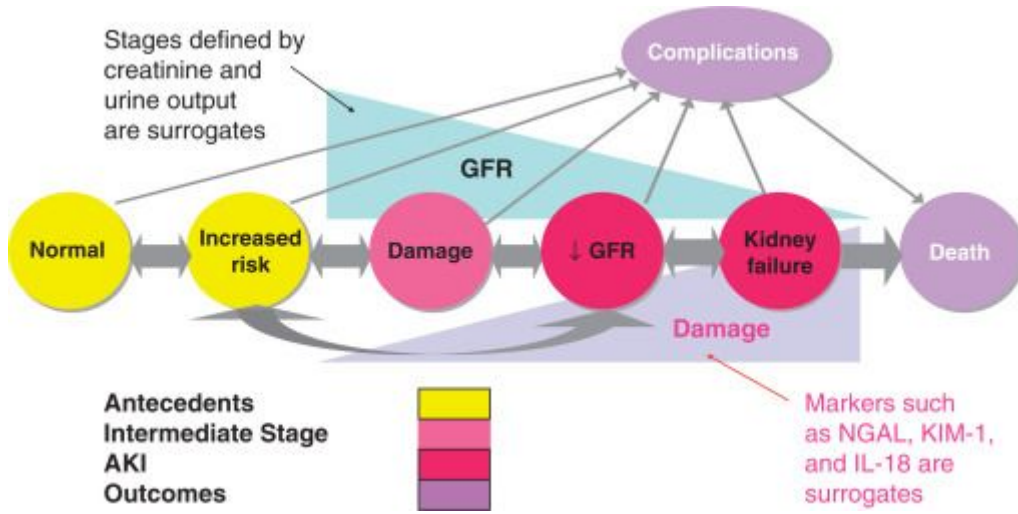 Stages defined by
creatinine and
urine output
are surrogates
Complications
GFR
Normal
Increased
risk
Damage
↓ GFR
Kidney
failure
Death
Damage
Antecedents
Intermediate Stage
AKI
Outcomes
Markers such
as NGAL, KIM-1,
and IL-18 are
surrogates